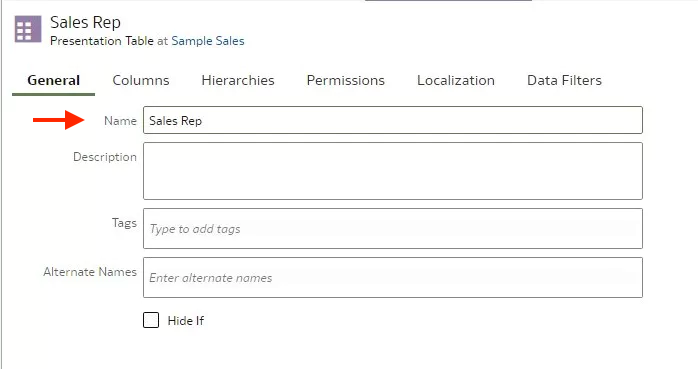 Sales Rep
Presentation Table at Sample Sales
General Columns Hierarchies Permissions Localization Data Filters
Name Sales Rep
Description
Tags Type to add tags
Alternate Names Enter alternate names
Hide If